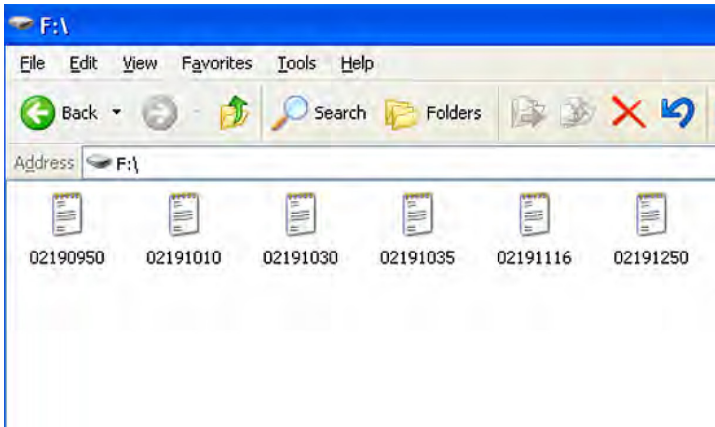 F:\
File Edit View Favorites Tools Help
Back Search Folders
Address F:\
02190950 02191010 02191030 02191035 02191116 02191250